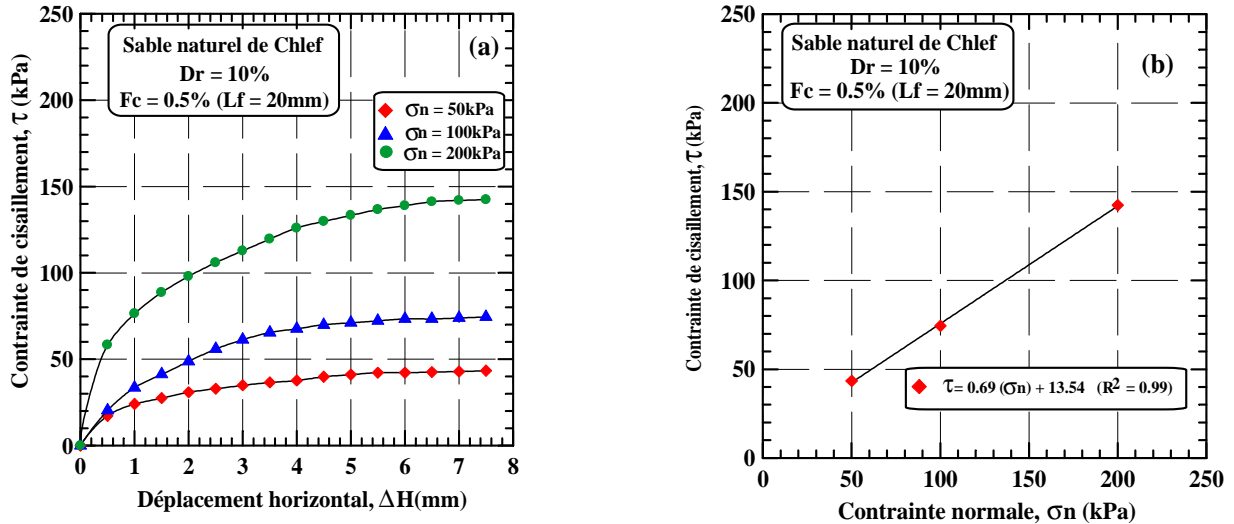 Sable naturel de Chlef
Dr = 10%
Fc = 0.5% (Lf = 20mm)
(a)
σn = 50kPa
σn = 100kPa
σn = 200kPa
Contrainte de cisaillement, τ (kPa)
250
200
150
100
50
0
0 1 2 3 4 5 6 7 8
Déplacement horizontal, ΔH(mm)
Sable naturel de Chlef
Dr = 10%
Fc = 0.5% (Lf = 20mm)
(b)
Contrainte de cisaillement, τ (kPa)
250
200
150
100
50
0
τ = 0.69 (σn) + 13.54 (R² = 0.99)
0 50 100 150 200 250
Contrainte normale, σn (kPa)